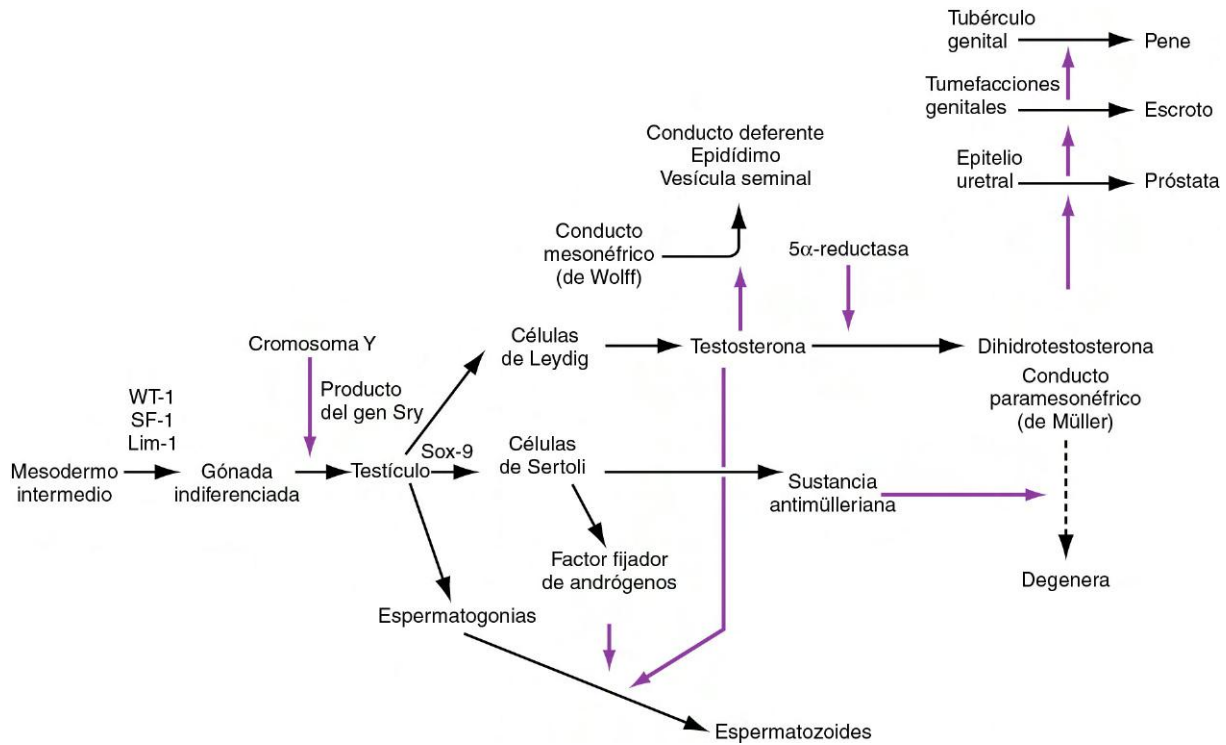 Tubérculo
genital
Pene
Tumefacciones
genitales
Escroto
Epitelio
uretral
Próstata
Conducto deferente
Epidídimo
Vesícula seminal
Conducto
mesonéfrico
(de Wolff)
5α-reductasa
Cromosoma Y
Producto
del gen Sry
Células
de Leydig
Testosterona
Dihidrotestosterona
Conducto
paramesonéfrico
(de Müller)
WT-1
SF-1
Lim-1
Mesodermo
intermedio
Gónada
indiferenciada
Testículo
Sox-9
Células
de Sertoli
Sustancia
antimülleriana
Factor fijador
de andrógenos
Degenera
Espermatogonias
Espermatozoides